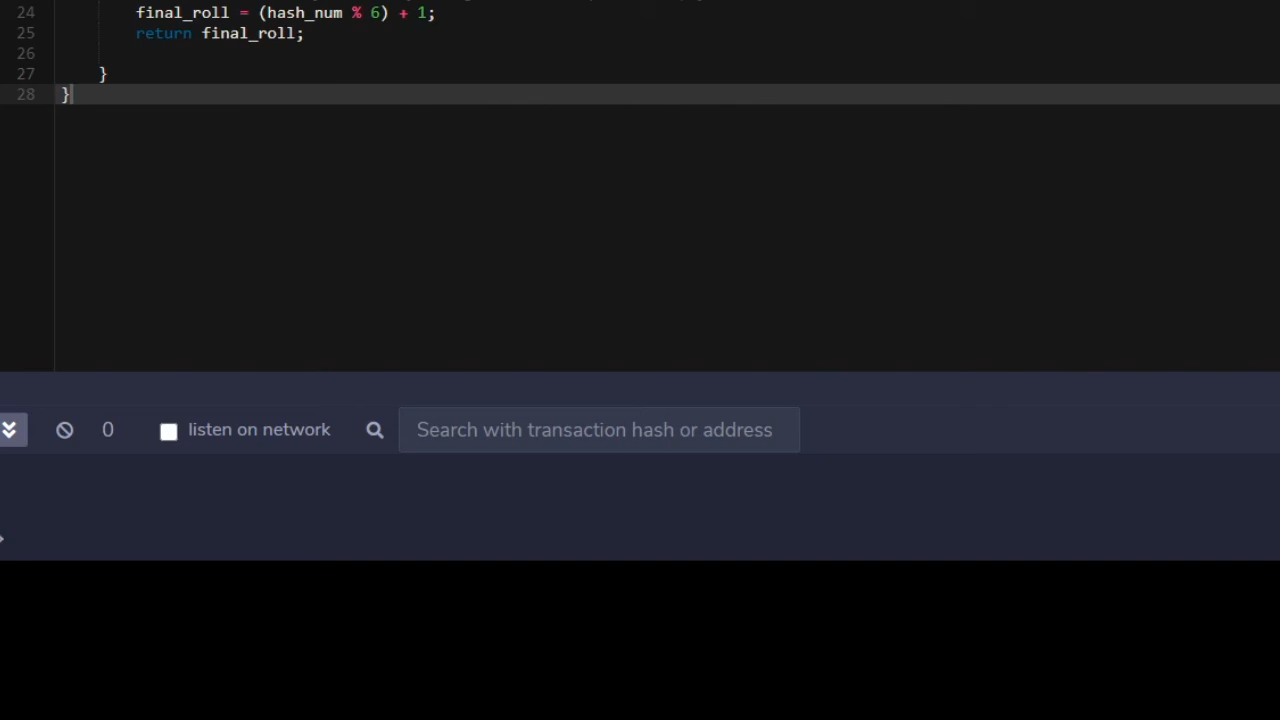 24 final_roll = (hash_num % 6) + 1;
25 return final_roll;
26
27 }
28 }
0 listen on network Search with transaction hash or address